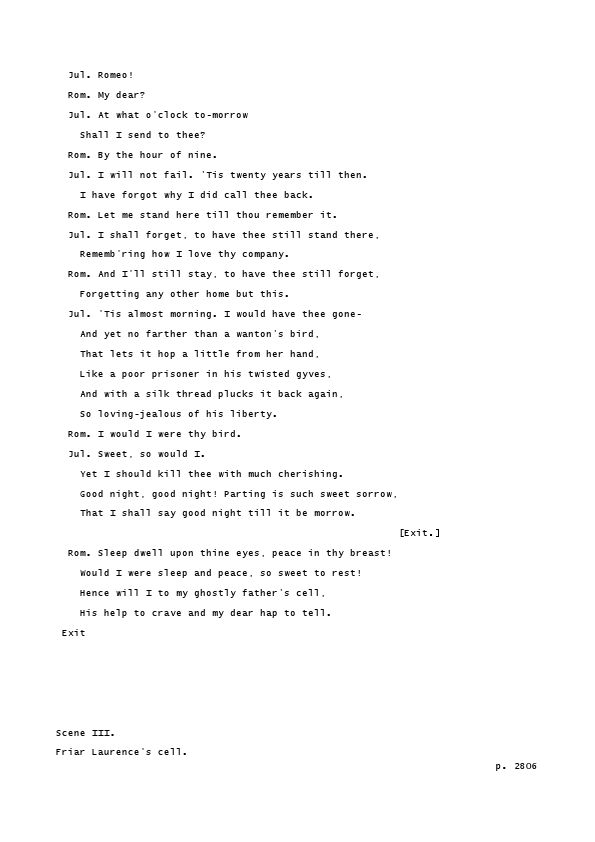 Jul. Romeo!
Rom. My dear?
Jul. At what o'clock to-morrow
Shall I send to thee?
Rom. By the hour of nine.
Jul. I will not fail. 'Tis twenty years till then.
I have forgot why I did call thee back.
Rom. Let me stand here till thou remember it.
Jul. I shall forget, to have thee still stand there,
Rememb'ring how I love thy company.
Rom. And I'll still stay, to have thee still forget,
Forgetting any other home but this.
Jul. 'Tis almost morning. I would have thee gone-
And yet no farther than a wanton's bird,
That lets it hop a little from her hand,
Like a poor prisoner in his twisted gyves,
And with a silk thread plucks it back again,
So loving-jealous of his liberty.
Rom. I would I were thy bird.
Jul. Sweet, so would I.
Yet I should kill thee with much cherishing.
Good night, good night! Parting is such sweet sorrow,
That I shall say good night till it be morrow.
[Exit.]
Rom. Sleep dwell upon thine eyes, peace in thy breast!
Would I were sleep and peace, so sweet to rest!
Hence will I to my ghostly father's cell,
His help to crave and my dear hap to tell.
Exit
Scene III.
Friar Laurence's cell.
p. 2806